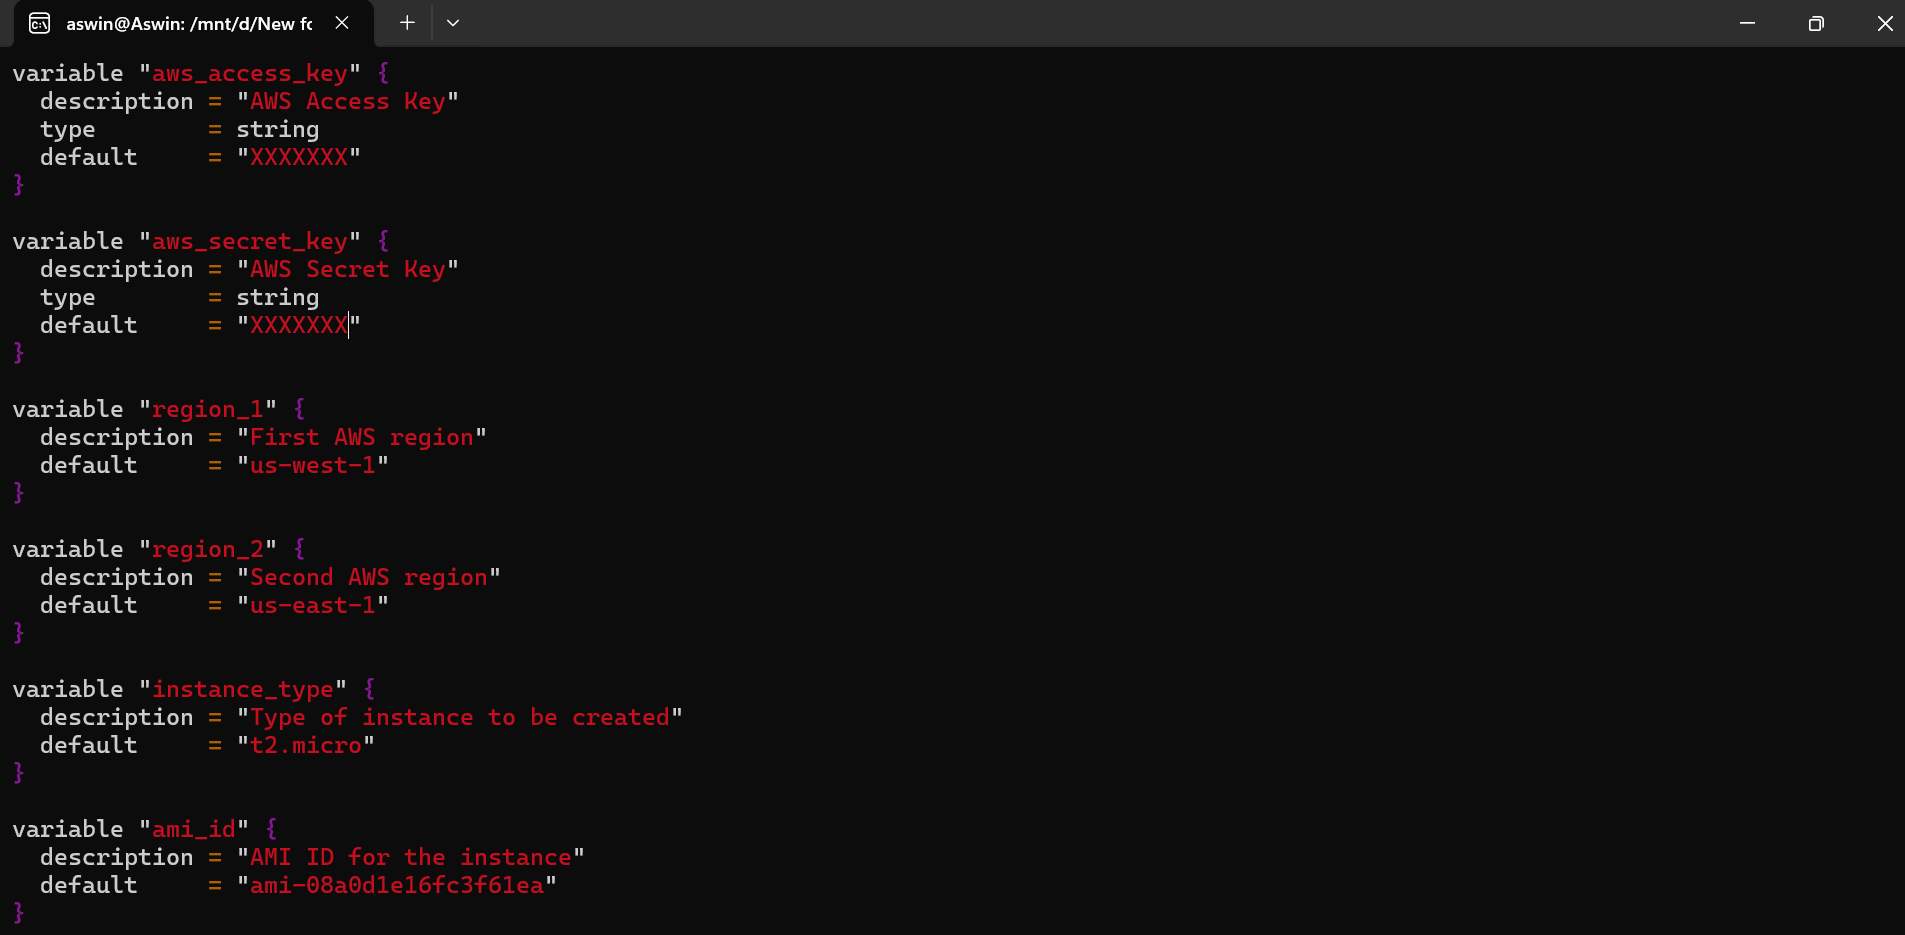 aswin@Aswin: /mnt/d/New fc
variable "aws_access_key" {
  description = "AWS Access Key"
  type        = string
  default     = "XXXXXXX"
}
variable "aws_secret_key" {
  description = "AWS Secret Key"
  type        = string
  default     = "XXXXXXX"
}
variable "region_1" {
  description = "First AWS region"
  default     = "us-west-1"
}
variable "region_2" {
  description = "Second AWS region"
  default     = "us-east-1"
}
variable "instance_type" {
  description = "Type of instance to be created"
  default     = "t2.micro"
}
variable "ami_id" {
  description = "AMI ID for the instance"
  default     = "ami-08a0d1e16fc3f61ea"
}